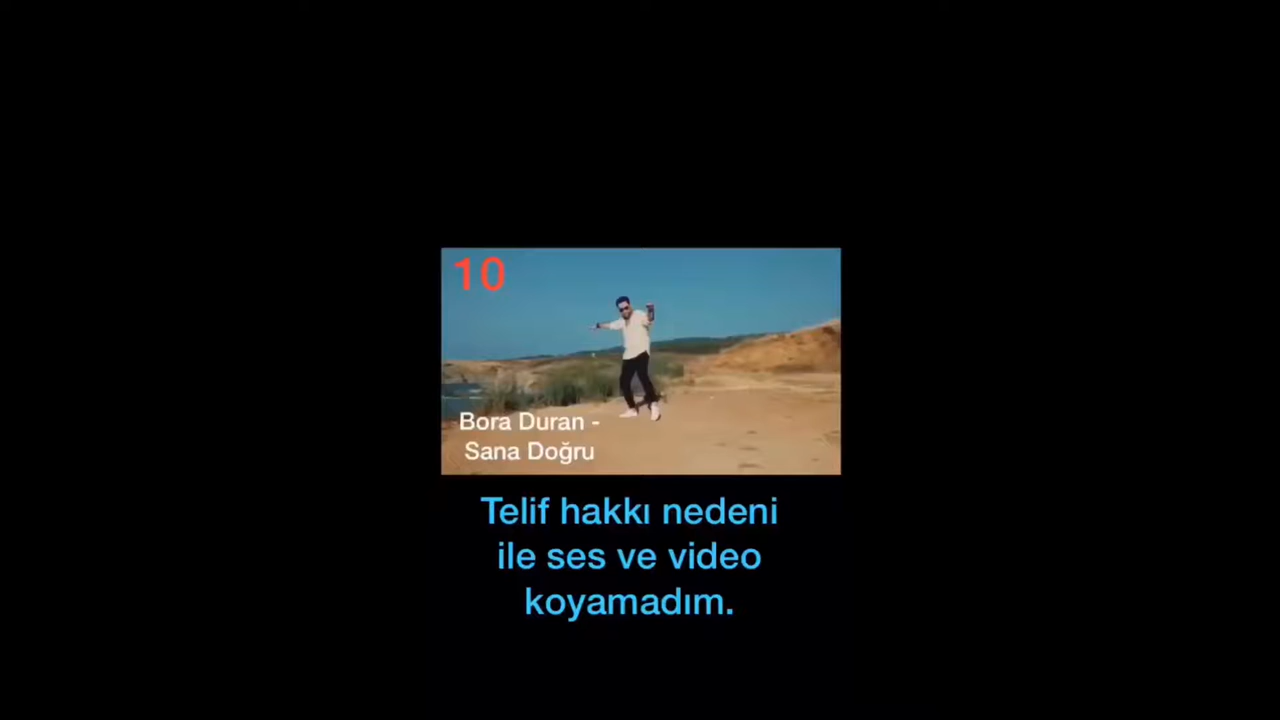 10
Bora Duran -
Sana Doğru
Telif hakkı nedeni
ile ses ve video
koyamadım.